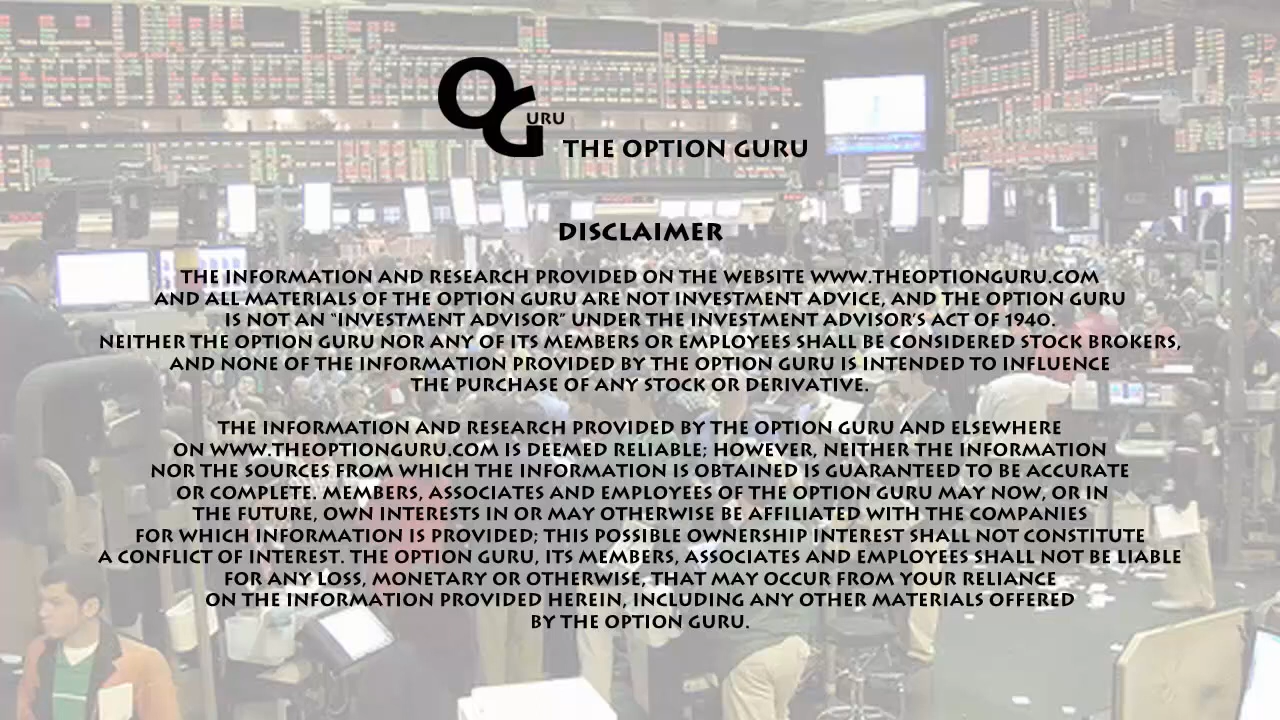 OG URU
THE OPTION GURU
DISCLAIMER
THE INFORMATION AND RESEARCH PROVIDED ON THE WEBSITE WWW.THEOPTIONGURU.COM
AND ALL MATERIALS OF THE OPTION GURU ARE NOT INVESTMENT ADVICE, AND THE OPTION GURU
IS NOT AN "INVESTMENT ADVISOR" UNDER THE INVESTMENT ADVISOR'S ACT OF 1940.
NEITHER THE OPTION GURU NOR ANY OF ITS MEMBERS OR EMPLOYEES SHALL BE CONSIDERED STOCK BROKERS,
AND NONE OF THE INFORMATION PROVIDED BY THE OPTION GURU IS INTENDED TO INFLUENCE
THE PURCHASE OF ANY STOCK OR DERIVATIVE.
THE INFORMATION AND RESEARCH PROVIDED BY THE OPTION GURU AND ELSEWHERE
ON WWW.THEOPTIONGURU.COM IS DEEMED RELIABLE; HOWEVER, NEITHER THE INFORMATION
NOR THE SOURCES FROM WHICH THE INFORMATION IS OBTAINED IS GUARANTEED TO BE ACCURATE
OR COMPLETE. MEMBERS, ASSOCIATES AND EMPLOYEES OF THE OPTION GURU MAY NOW, OR IN
THE FUTURE, OWN INTERESTS IN OR MAY OTHERWISE BE AFFILIATED WITH THE COMPANIES
FOR WHICH INFORMATION IS PROVIDED; THIS POSSIBLE OWNERSHIP INTEREST SHALL NOT CONSTITUTE
A CONFLICT OF INTEREST. THE OPTION GURU, ITS MEMBERS, ASSOCIATES AND EMPLOYEES SHALL NOT BE LIABLE
FOR ANY LOSS, MONETARY OR OTHERWISE, THAT MAY OCCUR FROM YOUR RELIANCE
ON THE INFORMATION PROVIDED HEREIN, INCLUDING ANY OTHER MATERIALS OFFERED
BY THE OPTION GURU.